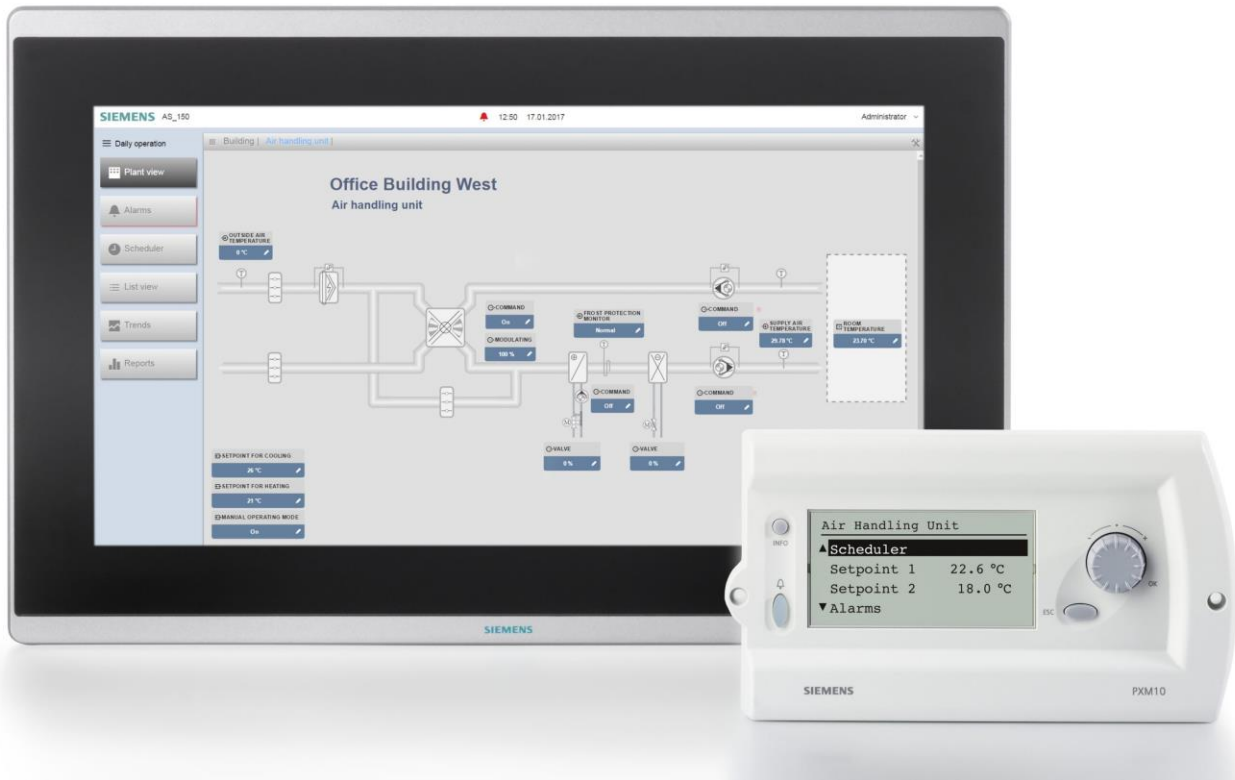 SIEMENS AS_150
12:50 17.01.2017
Administrator
Daily operation
Building | Air handling unit |
Plant view
Alarms
Scheduler
List view
Trends
Reports
Office Building West
Air handling unit
OUTSIDE AIR
TEMPERATURE
0 °C
COMMAND
On
MODULATING
100 %
FROST PROTECTION
MONITOR
Normal
COMMAND
Off
SUPPLY AIR
TEMPERATURE
ROOM
TEMPERATURE
23.70 °C
COMMAND
Off
COMMAND
Off
VALVE
0 %
VALVE
0 %
SETPOINT FOR COOLING
26 °C
SETPOINT FOR HEATING
21 °C
MANUAL OPERATING MODE
On
SIEMENS
INFO
Air Handling Unit
Scheduler
Setpoint 1 22.6 °C
Setpoint 2 18.0 °C
Alarms
OK
ESC
SIEMENS
PXM10